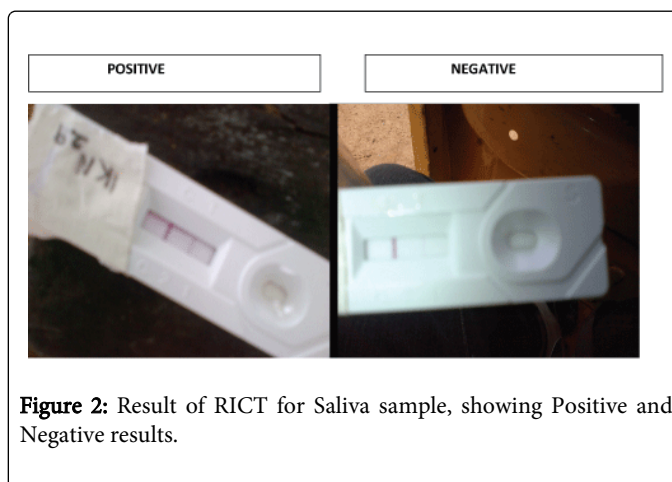 POSITIVE
NEGATIVE
Figure 2: Result of RICT for Saliva sample, showing Positive and
Negative results.